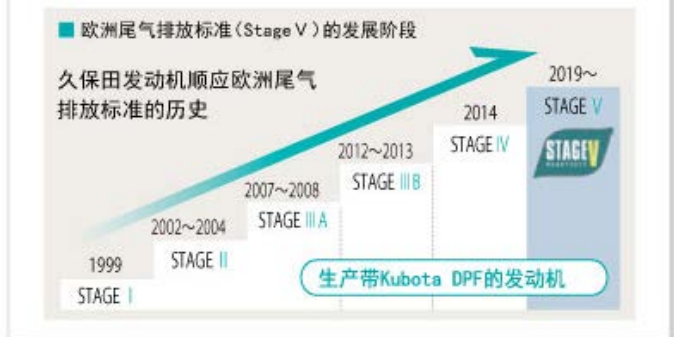 ■ 欧洲尾气排放标准(Stage V)的发展阶段
久保田发动机顺应欧洲尾气
排放标准的历史
2019~
STAGE V
STAGE V
2014
STAGE IV
2012~2013
STAGE III B
2007~2008
STAGE III A
2002~2004
STAGE II
1999
STAGE I
生产带Kubota DPF的发动机